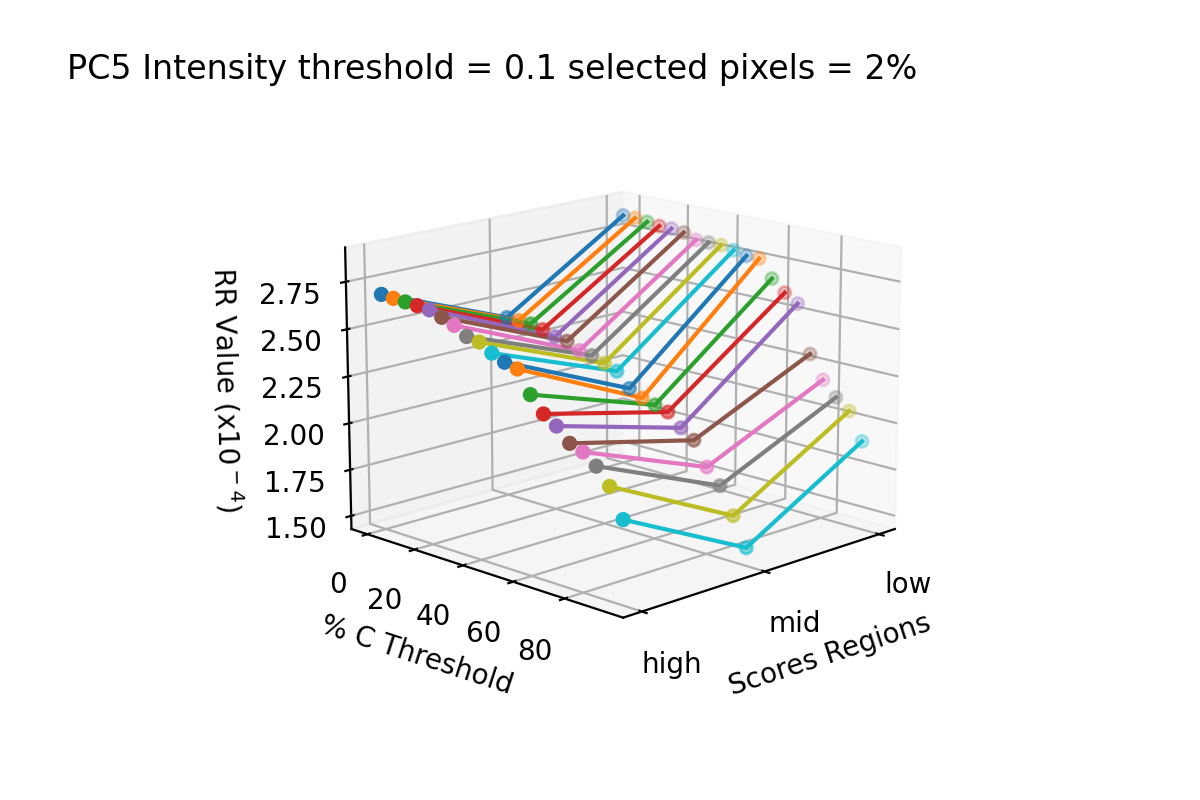 PC5 Intensity threshold = 0.1 selected pixels = 2%
RR Value (x10⁻⁴)
2.75
2.50
2.25
2.00
1.75
1.50
0
20
40
60
80
% C Threshold
high
mid
low
Scores Regions